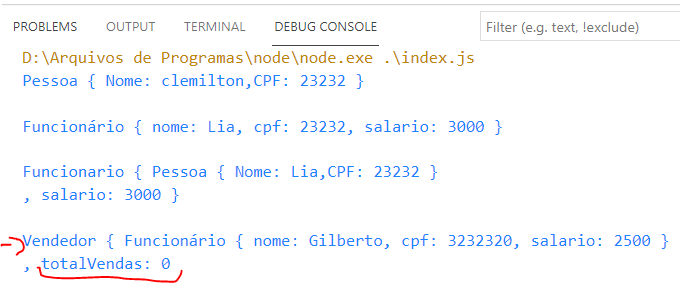 PROBLEMS OUTPUT TERMINAL DEBUG CONSOLE Filter (e.g. text, !exclude)
D:\Arquivos de Programas\node\node.exe .\index.js
Pessoa { Nome: clemilton,CPF: 23232 }
Funcionário { nome: Lia, cpf: 23232, salario: 3000 }
Funcionario { Pessoa { Nome: Lia,CPF: 23232 }
, salario: 3000 }
Vendedor { Funcionário { nome: Gilberto, cpf: 3232320, salario: 2500 }
, totalVendas: 0